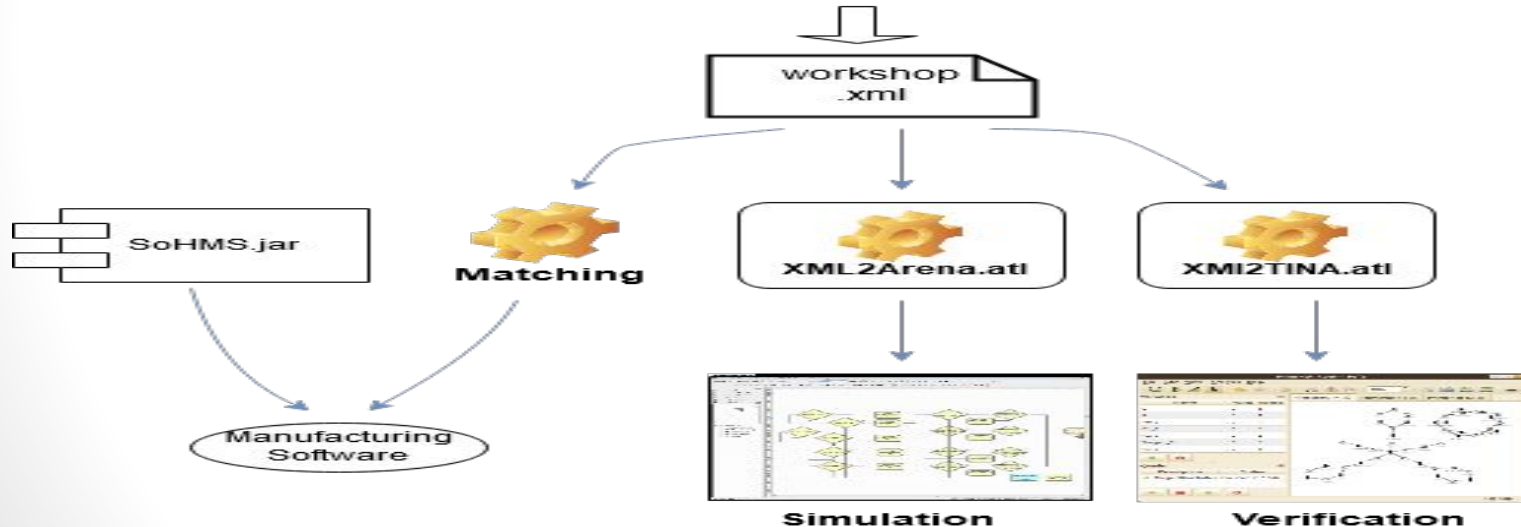 workshop
.xml
SoHMS.jar
Matching
XML2Arena.atl
XMI2TINA.atl
Manufacturing
Software
Simulation
Verification